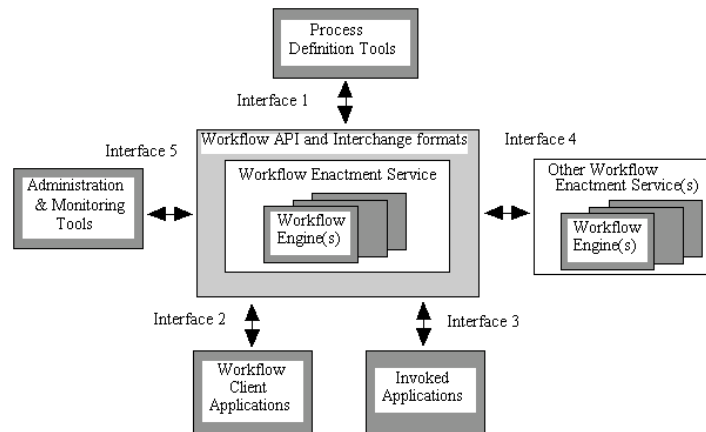 Process
Definition Tools
Interface 1
Workflow API and Interchange formats
Interface 4
Interface 5
Workflow Enactment Service
Workflow
Engine(s)
Administration
& Monitoring
Tools
Other Workflow
Enactment Service(s)
Workflow
Engine(s)
Interface 2
Interface 3
Workflow
Client
Applications
Invoked
Applications